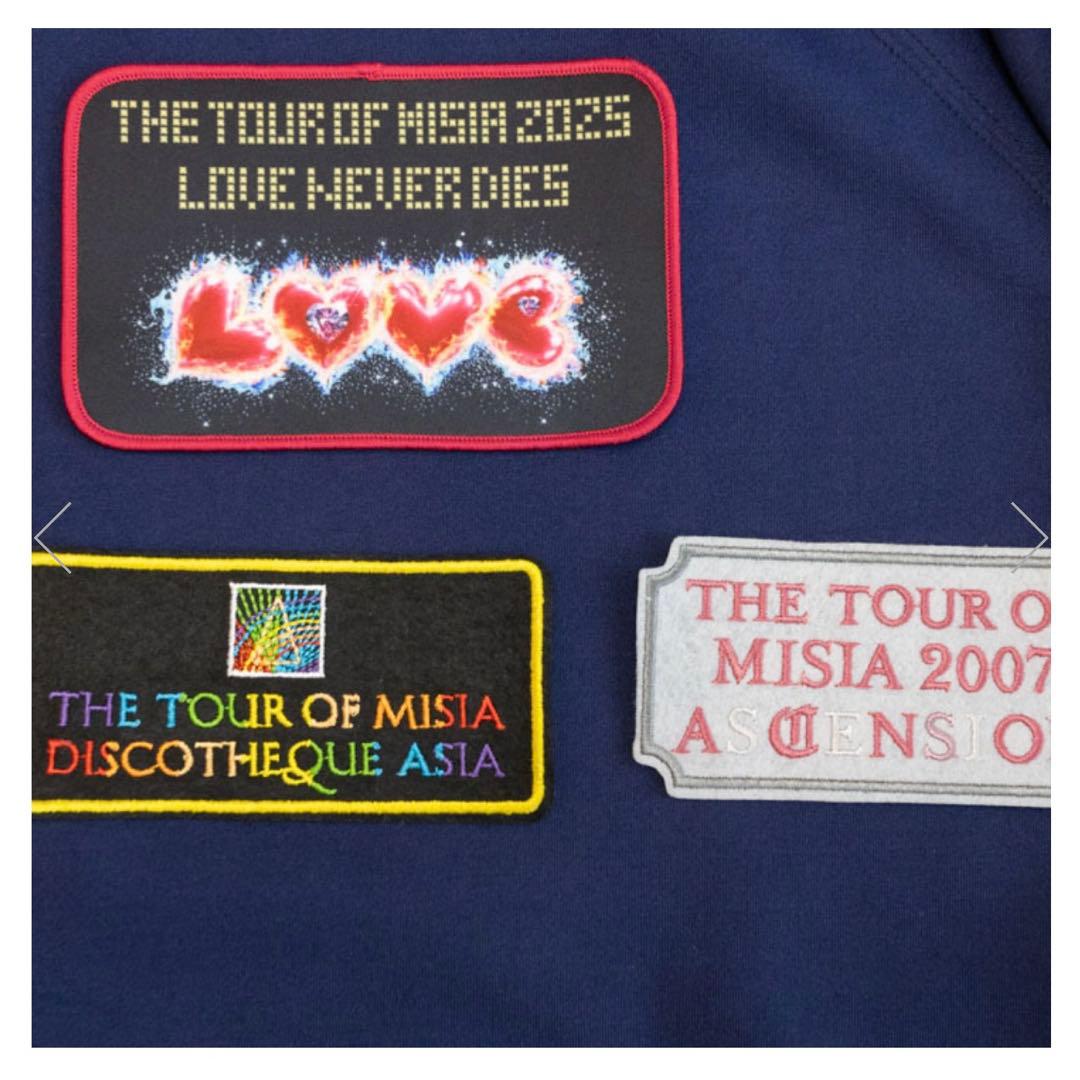 THE TOUR OF MISIA 2025
LOVE NEVER DIES
LOVE
THE TOUR OF MISIA
DISCOTHEQUE ASIA
THE TOUR O
MISIA 2007
ASCENSIO